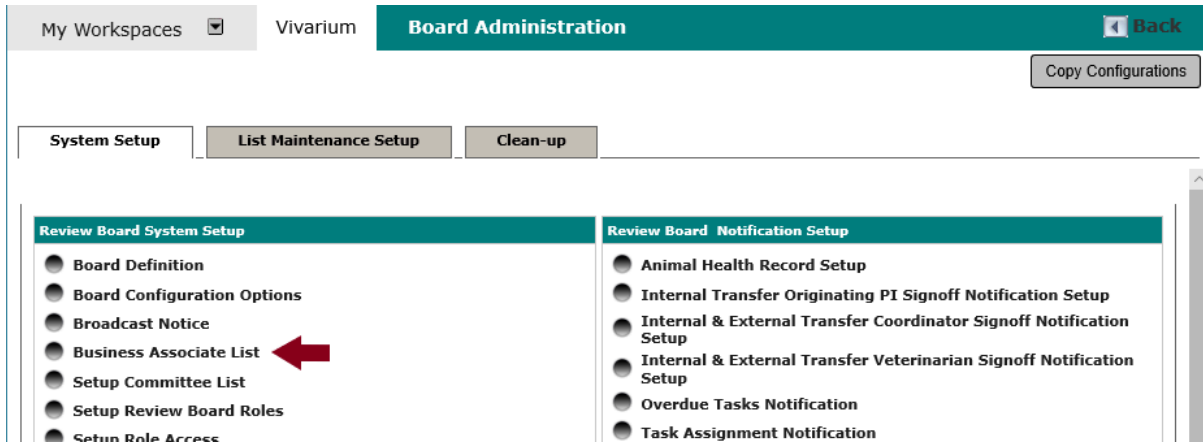 My Workspaces
Vivarium
Board Administration
Back
Copy Configurations
System Setup
List Maintenance Setup
Clean-up
Review Board System Setup
Board Definition
Board Configuration Options
Broadcast Notice
Business Associate List
Setup Committee List
Setup Review Board Roles
Setup Role Access
Review Board Notification Setup
Animal Health Record Setup
Internal Transfer Originating PI Signoff Notification Setup
Internal & External Transfer Coordinator Signoff Notification
Setup
Internal & External Transfer Veterinarian Signoff Notification
Setup
Overdue Tasks Notification
Task Assignment Notification